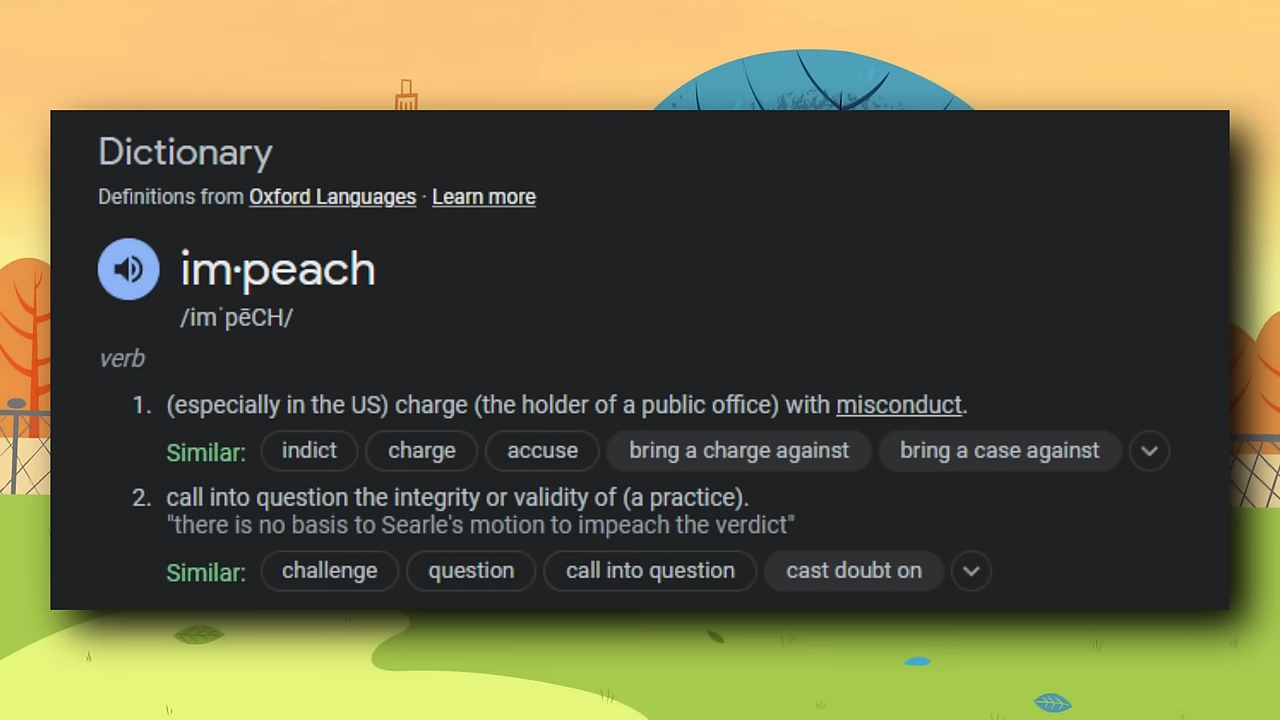 Dictionary
Definitions from Oxford Languages · Learn more
im·peach
/imˈpēCH/
verb
1. (especially in the US) charge (the holder of a public office) with misconduct.
Similar: indict charge accuse bring a charge against bring a case against
2. call into question the integrity or validity of (a practice).
"there is no basis to Searle's motion to impeach the verdict"
Similar: challenge question call into question cast doubt on